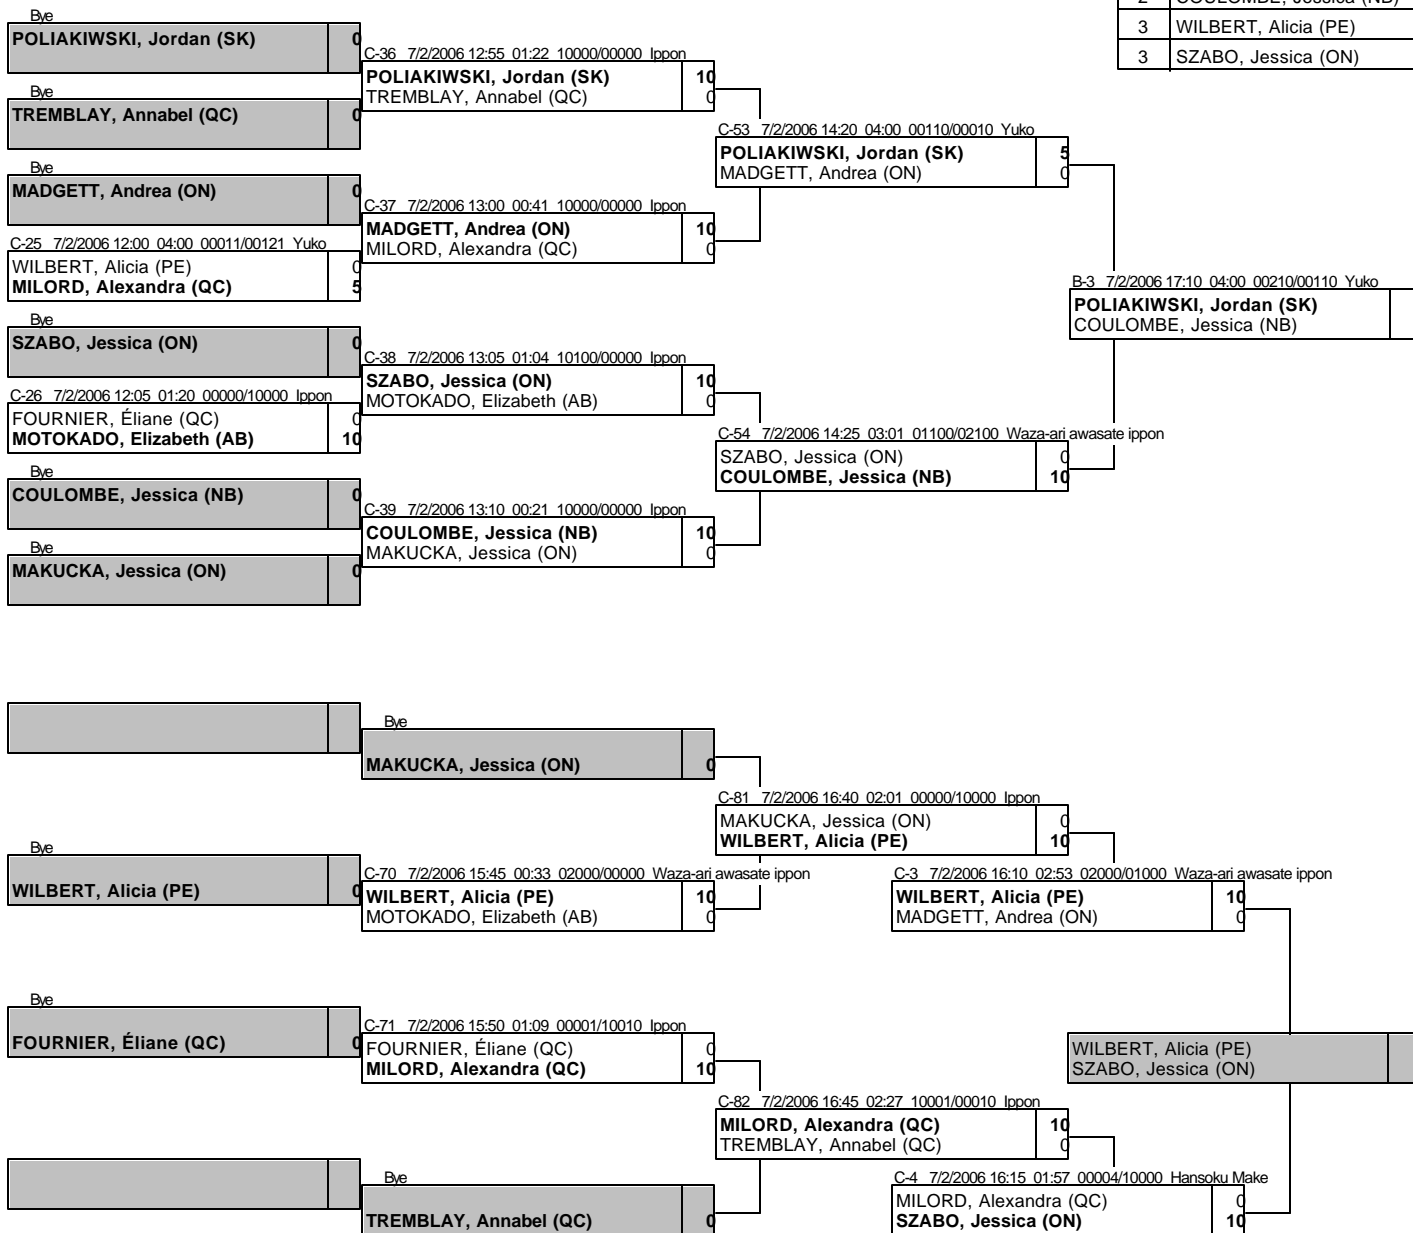 2 COULOMBE, Jessica (NB)
3 WILBERT, Alicia (PE)
3 SZABO, Jessica (ON)
Bye
POLIAKIWSKI, Jordan (SK) 0
C-36 7/2/2006 12:55 01:22 10000/00000 Ippon
POLIAKIWSKI, Jordan (SK) 10
TREMBLAY, Annabel (QC) 0
Bye
TREMBLAY, Annabel (QC) 0
C-53 7/2/2006 14:20 04:00 00110/00010 Yuko
POLIAKIWSKI, Jordan (SK) 5
MADGETT, Andrea (ON) 0
Bye
MADGETT, Andrea (ON) 0
C-37 7/2/2006 13:00 00:41 10000/00000 Ippon
MADGETT, Andrea (ON) 10
MILORD, Alexandra (QC) 0
C-25 7/2/2006 12:00 04:00 00011/00121 Yuko
WILBERT, Alicia (PE) 0
MILORD, Alexandra (QC) 5
B-3 7/2/2006 17:10 04:00 00210/00110 Yuko
POLIAKIWSKI, Jordan (SK)
COULOMBE, Jessica (NB)
Bye
SZABO, Jessica (ON) 0
C-38 7/2/2006 13:05 01:04 10100/00000 Ippon
SZABO, Jessica (ON) 10
MOTOKADO, Elizabeth (AB) 0
C-26 7/2/2006 12:05 01:20 00000/10000 Ippon
FOURNIER, Éliane (QC) 0
MOTOKADO, Elizabeth (AB) 10
C-54 7/2/2006 14:25 03:01 01100/02100 Waza-ari awasate ippon
SZABO, Jessica (ON) 0
COULOMBE, Jessica (NB) 10
Bye
COULOMBE, Jessica (NB) 0
C-39 7/2/2006 13:10 00:21 10000/00000 Ippon
COULOMBE, Jessica (NB) 10
MAKUCKA, Jessica (ON) 0
Bye
MAKUCKA, Jessica (ON) 0
Bye
MAKUCKA, Jessica (ON) 0
C-81 7/2/2006 16:40 02:01 00000/10000 Ippon
MAKUCKA, Jessica (ON) 0
WILBERT, Alicia (PE) 10
Bye
WILBERT, Alicia (PE) 0
C-70 7/2/2006 15:45 00:33 02000/00000 Waza-ari awasate ippon
WILBERT, Alicia (PE) 10
MOTOKADO, Elizabeth (AB) 0
C-3 7/2/2006 16:10 02:53 02000/01000 Waza-ari awasate ippon
WILBERT, Alicia (PE) 10
MADGETT, Andrea (ON) 0
Bye
FOURNIER, Éliane (QC) 0
C-71 7/2/2006 15:50 01:09 00001/10010 Ippon
FOURNIER, Éliane (QC) 0
MILORD, Alexandra (QC) 10
WILBERT, Alicia (PE)
SZABO, Jessica (ON)
C-82 7/2/2006 16:45 02:27 10001/00010 Ippon
MILORD, Alexandra (QC) 10
TREMBLAY, Annabel (QC) 0
Bye
TREMBLAY, Annabel (QC) 0
C-4 7/2/2006 16:15 01:57 00004/10000 Hansoku Make
MILORD, Alexandra (QC) 0
SZABO, Jessica (ON) 10